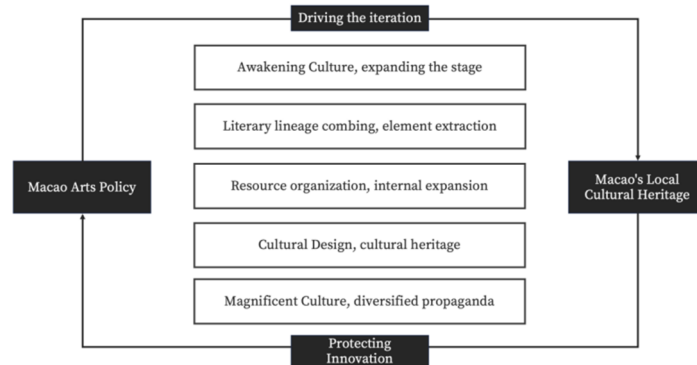 Driving the iteration
Awakening Culture, expanding the stage
Literary lineage combing, element extraction
Macao Arts Policy
Resource organization, internal expansion
Macao's Local
Cultural Heritage
Cultural Design, cultural heritage
Magnificent Culture, diversified propaganda
Protecting
Innovation